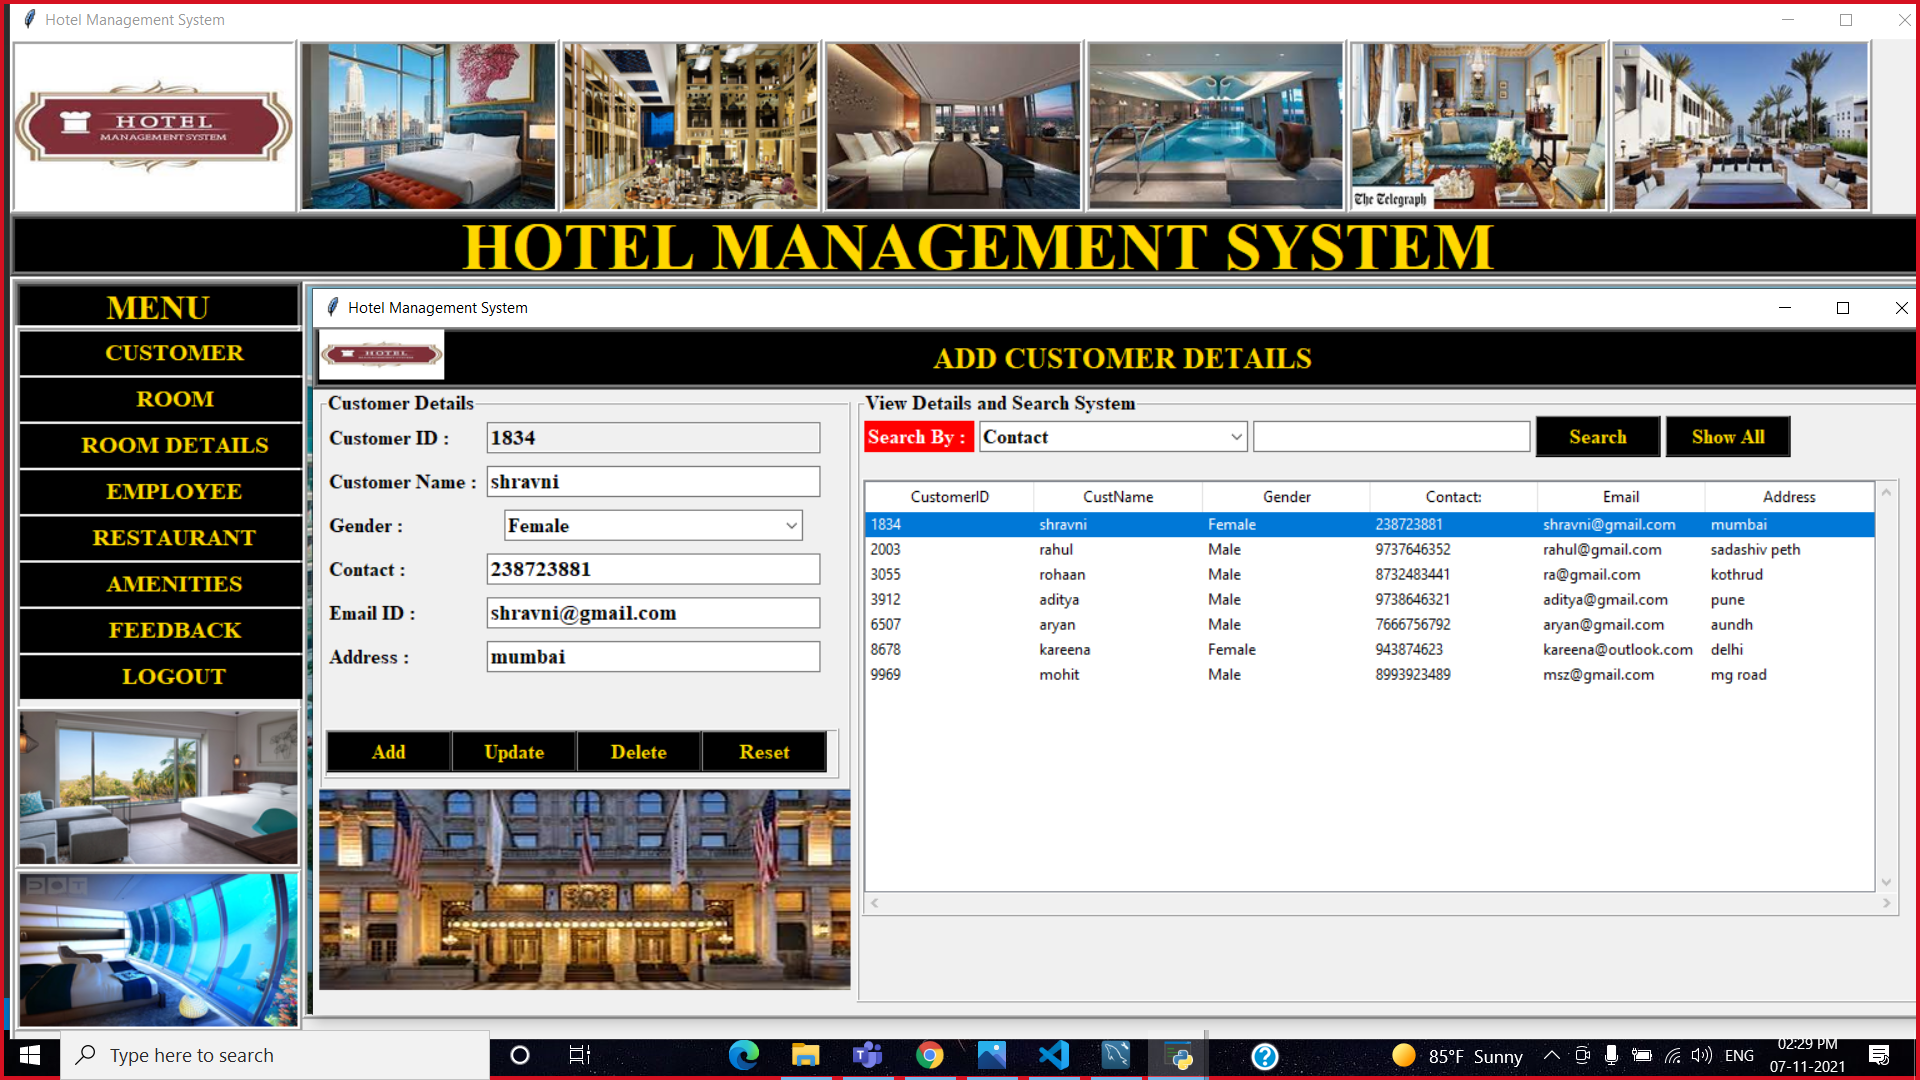 Hotel Management System
HOTEL
MANAGEMENT SYSTEM
The Telegraph
HOTEL MANAGEMENT SYSTEM
MENU
CUSTOMER
ROOM
ROOM DETAILS
EMPLOYEE
RESTAURANT
AMENITIES
FEEDBACK
LOGOUT
DOT
Hotel Management System
HOTEL
ADD CUSTOMER DETAILS
Customer Details
Customer ID : 1834
Customer Name : shravni
Gender : Female
Contact : 238723881
Email ID : shravni@gmail.com
Address : mumbai
Add Update Delete Reset
View Details and Search System
Search By : Contact Search Show All
CustomerID CustName Gender Contact: Email Address
1834 shravni Female 238723881 shravni@gmail.com mumbai
2003 rahul Male 9737646352 rahul@gmail.com sadashiv peth
3055 rohaan Male 8732483441 ra@gmail.com kothrud
3912 aditya Male 9738646321 aditya@gmail.com pune
6507 aryan Male 7666756792 aryan@gmail.com aundh
8678 kareena Female 943874623 kareena@outlook.com delhi
9969 mohit Male 8993923489 msz@gmail.com mg road
Type here to search
85°F Sunny
ENG
02:29 PM
07-11-2021